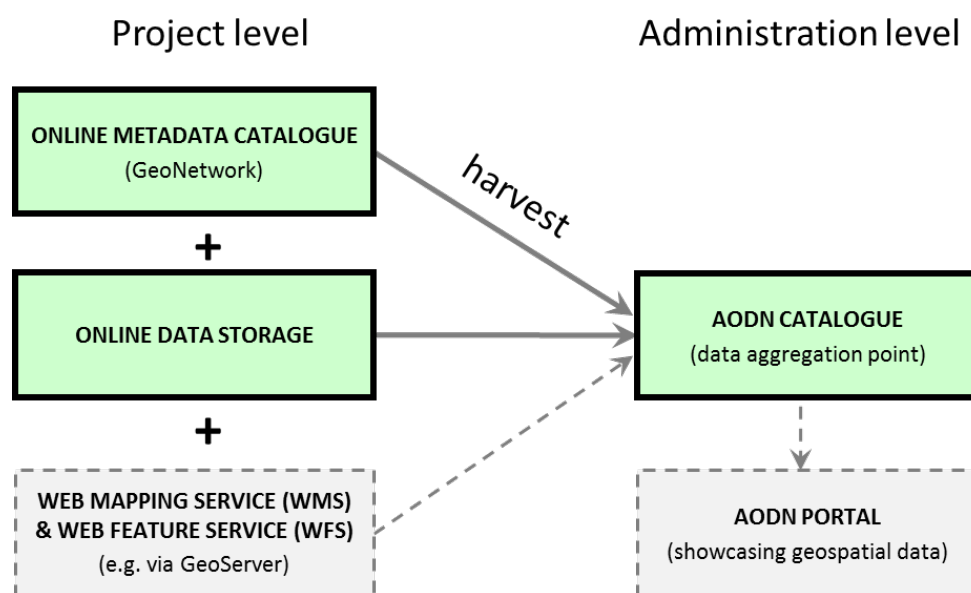 Project level
Administration level
ONLINE METADATA CATALOGUE
(GeoNetwork)
harvest
+
ONLINE DATA STORAGE
AODN CATALOGUE
(data aggregation point)
+
WEB MAPPING SERVICE (WMS)
& WEB FEATURE SERVICE (WFS)
(e.g. via GeoServer)
AODN PORTAL
(showcasing geospatial data)